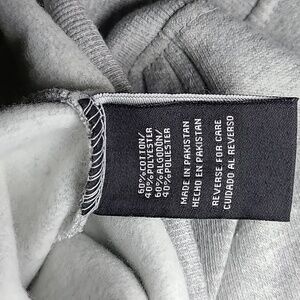 60%COTTON/
40%POLYESTER
60%ALGODÓN/
40%POLIESTER
MADE IN PAKISTAN
HECHO EN PAKISTAN
REVERSE FOR CARE
CUIDADO AL REVERSO